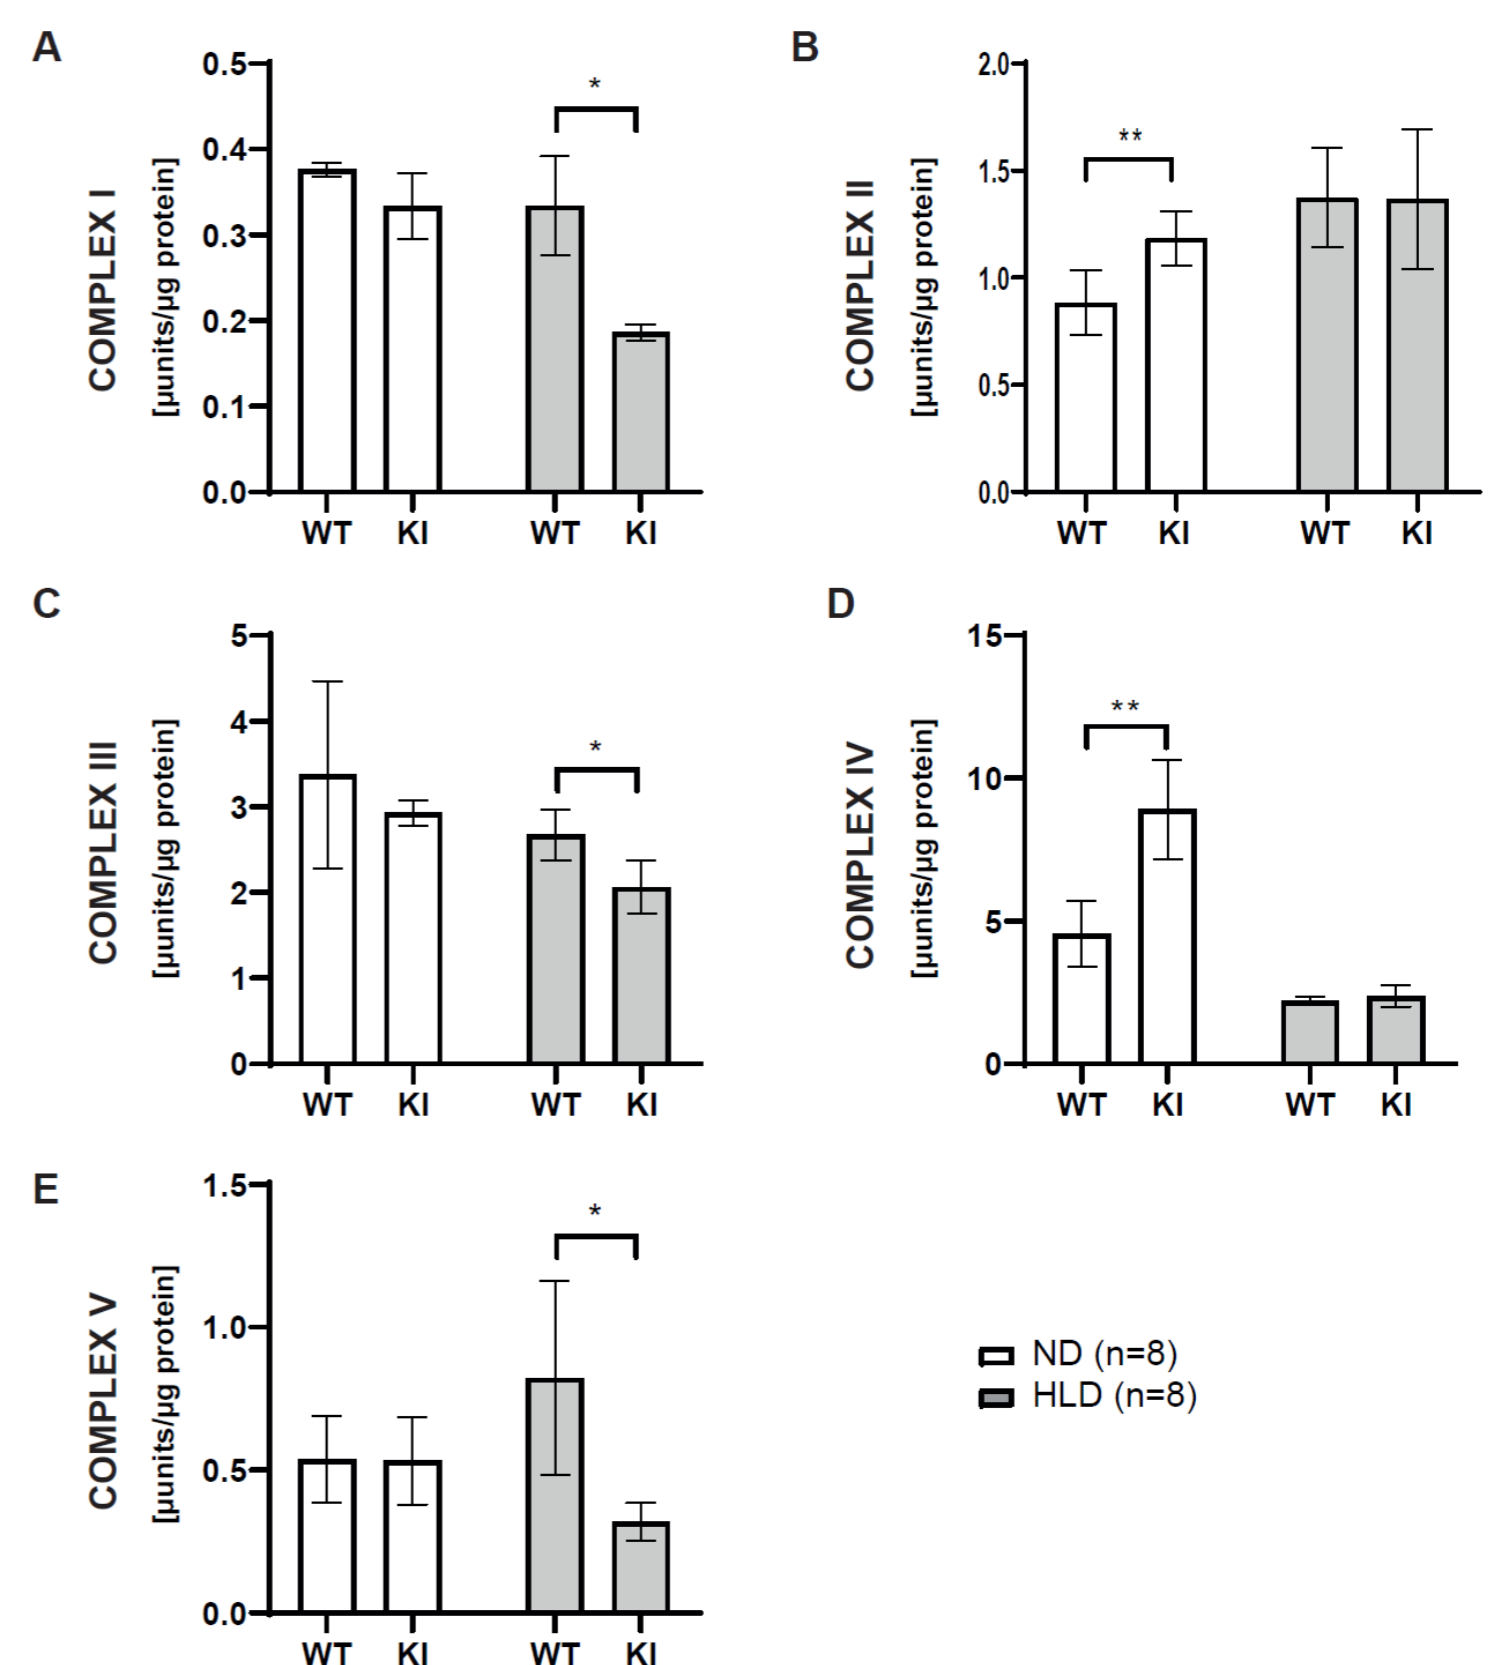 A
COMPLEX I
[µunits/µg protein]
0.5
0.4
0.3
0.2
0.1
0.0
*
WT KI WT KI
B
COMPLEX II
[µunits/µg protein]
2.0
1.5
1.0
0.5
0.0
**
WT KI WT KI
C
COMPLEX III
[µunits/µg protein]
5
4
3
2
1
0
*
WT KI WT KI
D
COMPLEX IV
[µunits/µg protein]
15
10
5
0
**
WT KI WT KI
E
COMPLEX V
[µunits/µg protein]
1.5
1.0
0.5
0.0
*
WT KI WT KI
ND (n=8)
HLD (n=8)